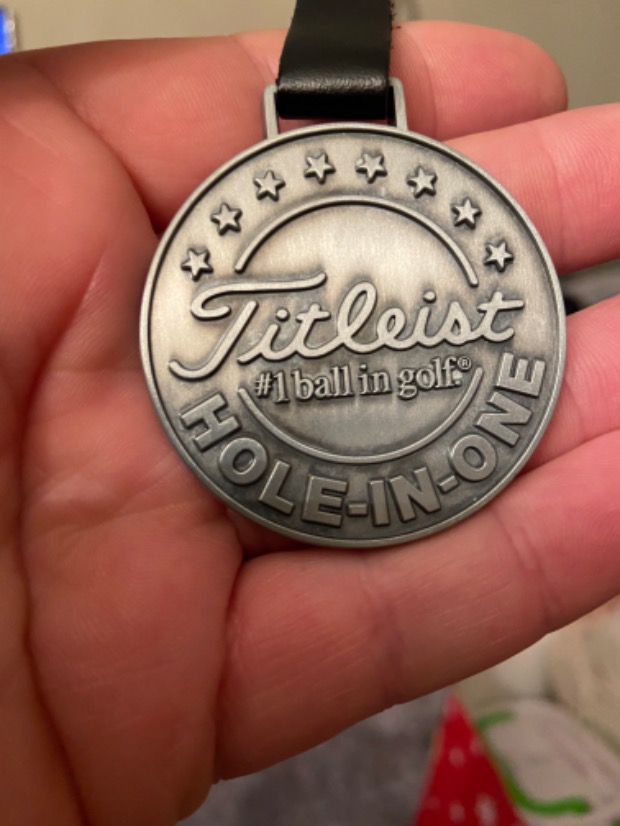 Titleist
#1 ball in golf.®
HOLE-IN-ONE